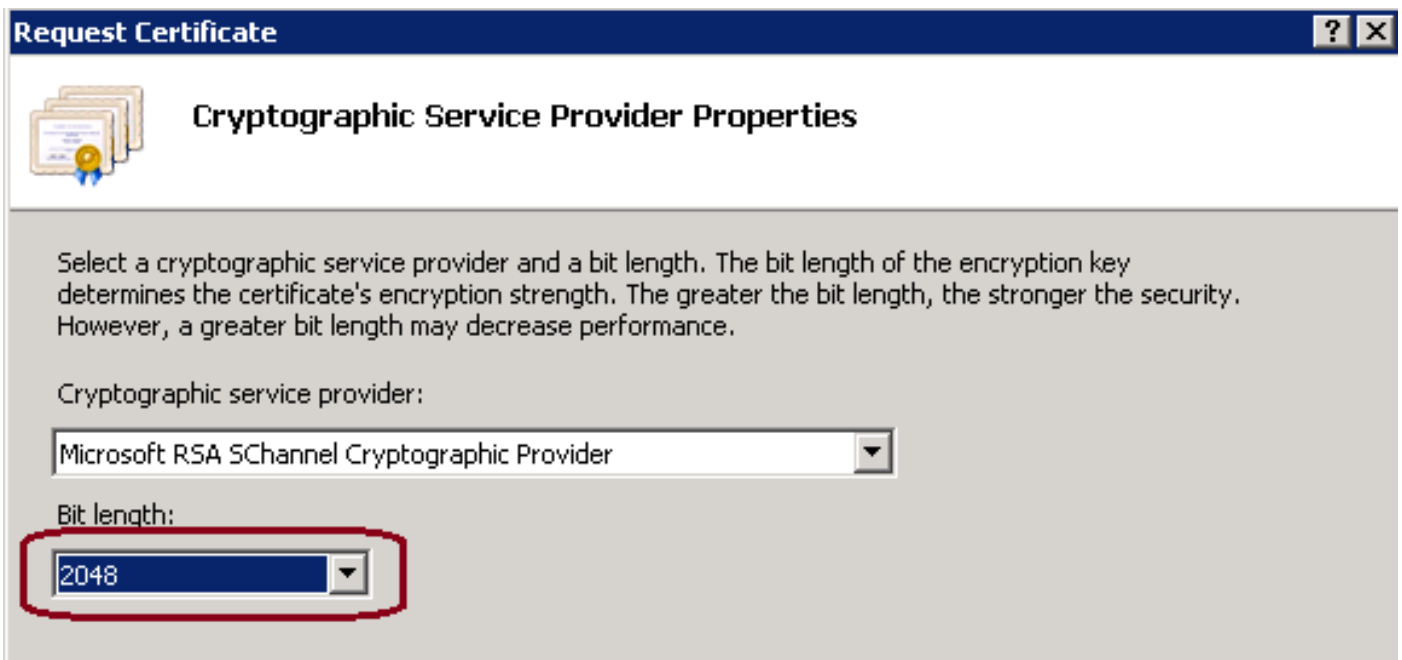 Request Certificate
Cryptographic Service Provider Properties
Select a cryptographic service provider and a bit length. The bit length of the encryption key
determines the certificate's encryption strength. The greater the bit length, the stronger the security.
However, a greater bit length may decrease performance.
Cryptographic service provider:
Microsoft RSA SChannel Cryptographic Provider
Bit length:
2048